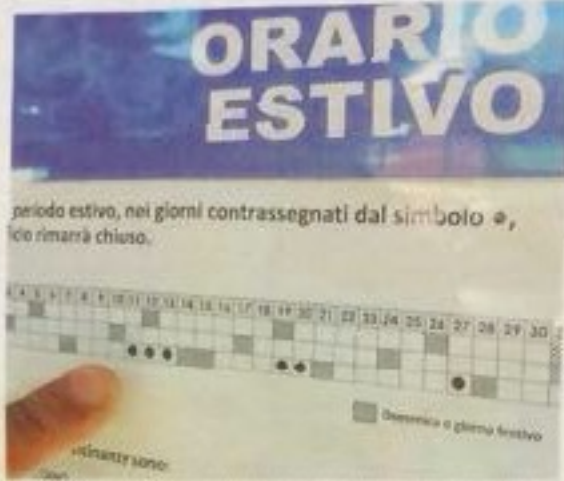 ORARIO
ESTIVO
periodo estivo, nei giorni contrassegnati dal simbolo ●,
icio rimarrà chiuso.
4 5 6 7 8 9 10 11 12 13 14 15 16 17 18 19 20 21 22 23 24 25 26 27 28 29 30
Domenica o giorno festivo
sono: